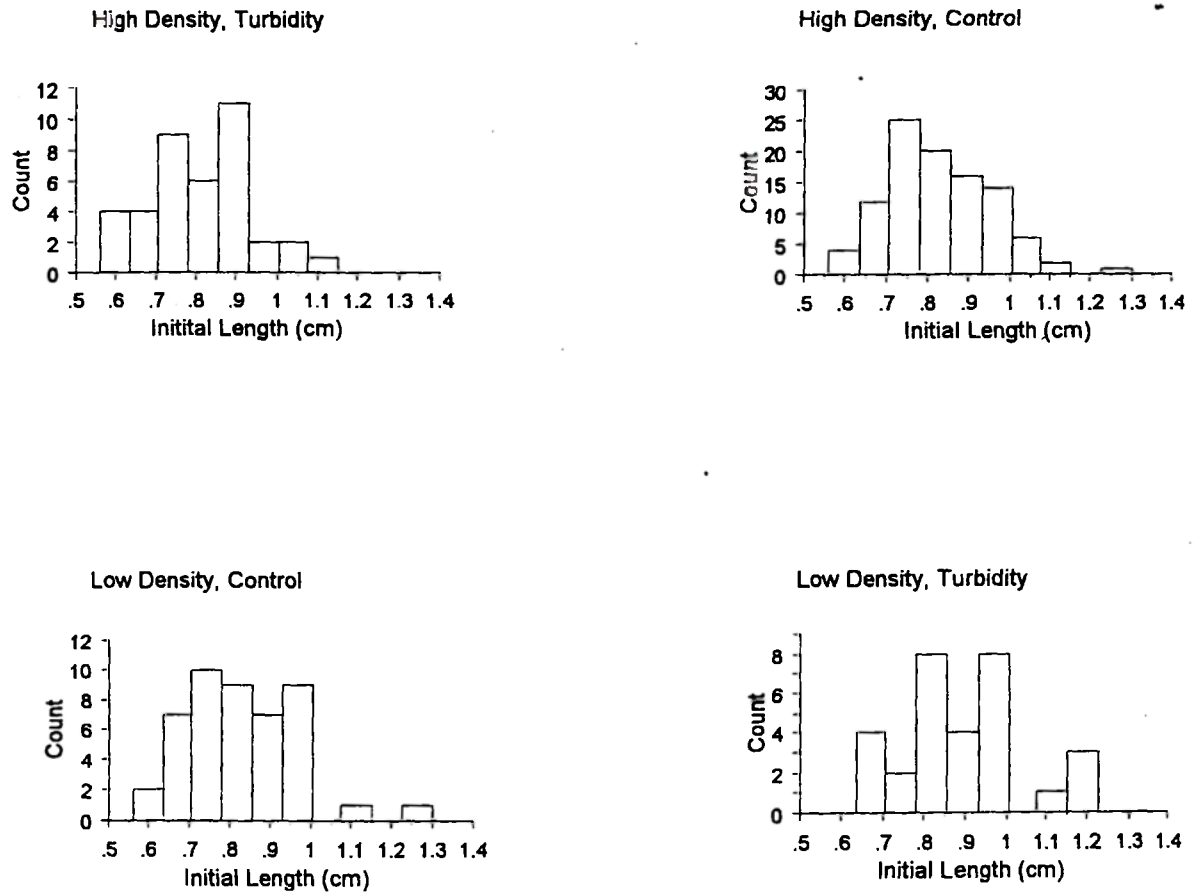 High Density, Turbidity
12
10
8
6
4
2
0
Count
.5 .6 .7 .8 .9 1 1.1 1.2 1.3 1.4
Initital Length (cm)
High Density, Control
30
25
20
15
10
5
0
Count
.5 .6 .7 .8 .9 1 1.1 1.2 1.3 1.4
Initial Length (cm)
Low Density, Control
12
10
8
6
4
2
0
Count
.5 .6 .7 .8 .9 1 1.1 1.2 1.3 1.4
Initial Length (cm)
Low Density, Turbidity
8
6
4
2
0
Count
.5 .6 .7 .8 .9 1 1.1 1.2 1.3 1.4
Initial Length (cm)